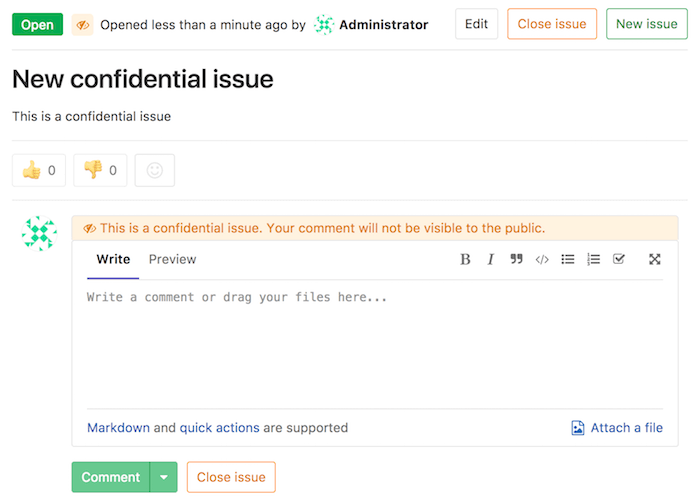 Open Opened less than a minute ago by Administrator Edit Close issue New issue
New confidential issue
This is a confidential issue
0 0
This is a confidential issue. Your comment will not be visible to the public.
Write Preview B I
Write a comment or drag your files here...
Markdown and quick actions are supported Attach a file
Comment Close issue